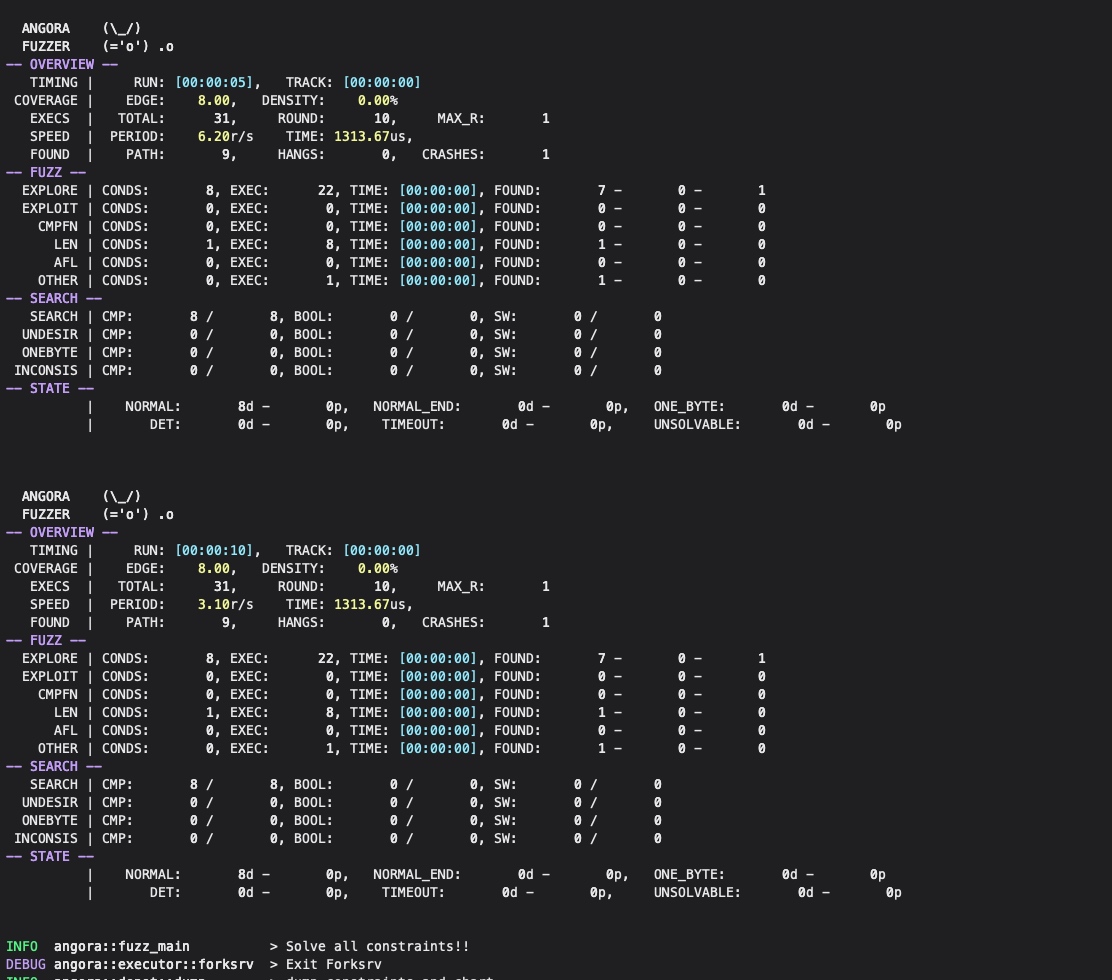 ANGORA    (\_/)
FUZZER    (='o') .o
-- OVERVIEW --
TIMING |     RUN: [00:00:05],   TRACK: [00:00:00]
COVERAGE |    EDGE:    8.00,   DENSITY:    0.00%
EXECS |   TOTAL:      31,     ROUND:      10,     MAX_R:       1
SPEED |  PERIOD:    6.20r/s    TIME: 1313.67us,
FOUND |    PATH:       9,     HANGS:       0,   CRASHES:       1
-- FUZZ --
EXPLORE | CONDS:       8, EXEC:      22, TIME: [00:00:00], FOUND:       7 -       0 -       1
EXPLOIT | CONDS:       0, EXEC:       0, TIME: [00:00:00], FOUND:       0 -       0 -       0
CMPFN | CONDS:       0, EXEC:       0, TIME: [00:00:00], FOUND:       0 -       0 -       0
LEN | CONDS:       1, EXEC:       8, TIME: [00:00:00], FOUND:       1 -       0 -       0
AFL | CONDS:       0, EXEC:       0, TIME: [00:00:00], FOUND:       0 -       0 -       0
OTHER | CONDS:       0, EXEC:       1, TIME: [00:00:00], FOUND:       1 -       0 -       0
-- SEARCH --
SEARCH | CMP:       8 /       8, BOOL:       0 /       0, SW:       0 /       0
UNDESIR | CMP:       0 /       0, BOOL:       0 /       0, SW:       0 /       0
ONEBYTE | CMP:       0 /       0, BOOL:       0 /       0, SW:       0 /       0
INCONSIS | CMP:       0 /       0, BOOL:       0 /       0, SW:       0 /       0
-- STATE --
|    NORMAL:       8d -       0p,   NORMAL_END:       0d -       0p,   ONE_BYTE:       0d -       0p
|       DET:       0d -       0p,    TIMEOUT:       0d -       0p,     UNSOLVABLE:       0d -       0p
ANGORA    (\_/)
FUZZER    (='o') .o
-- OVERVIEW --
TIMING |     RUN: [00:00:10],   TRACK: [00:00:00]
COVERAGE |    EDGE:    8.00,   DENSITY:    0.00%
EXECS |   TOTAL:      31,     ROUND:      10,     MAX_R:       1
SPEED |  PERIOD:    3.10r/s    TIME: 1313.67us,
FOUND |    PATH:       9,     HANGS:       0,   CRASHES:       1
-- FUZZ --
EXPLORE | CONDS:       8, EXEC:      22, TIME: [00:00:00], FOUND:       7 -       0 -       1
EXPLOIT | CONDS:       0, EXEC:       0, TIME: [00:00:00], FOUND:       0 -       0 -       0
CMPFN | CONDS:       0, EXEC:       0, TIME: [00:00:00], FOUND:       0 -       0 -       0
LEN | CONDS:       1, EXEC:       8, TIME: [00:00:00], FOUND:       1 -       0 -       0
AFL | CONDS:       0, EXEC:       0, TIME: [00:00:00], FOUND:       0 -       0 -       0
OTHER | CONDS:       0, EXEC:       1, TIME: [00:00:00], FOUND:       1 -       0 -       0
-- SEARCH --
SEARCH | CMP:       8 /       8, BOOL:       0 /       0, SW:       0 /       0
UNDESIR | CMP:       0 /       0, BOOL:       0 /       0, SW:       0 /       0
ONEBYTE | CMP:       0 /       0, BOOL:       0 /       0, SW:       0 /       0
INCONSIS | CMP:       0 /       0, BOOL:       0 /       0, SW:       0 /       0
-- STATE --
|    NORMAL:       8d -       0p,   NORMAL_END:       0d -       0p,   ONE_BYTE:       0d -       0p
|       DET:       0d -       0p,    TIMEOUT:       0d -       0p,     UNSOLVABLE:       0d -       0p
INFO  angora::fuzz_main          > Solve all constraints!!
DEBUG angora::executor::forksrv  > Exit Forksrv